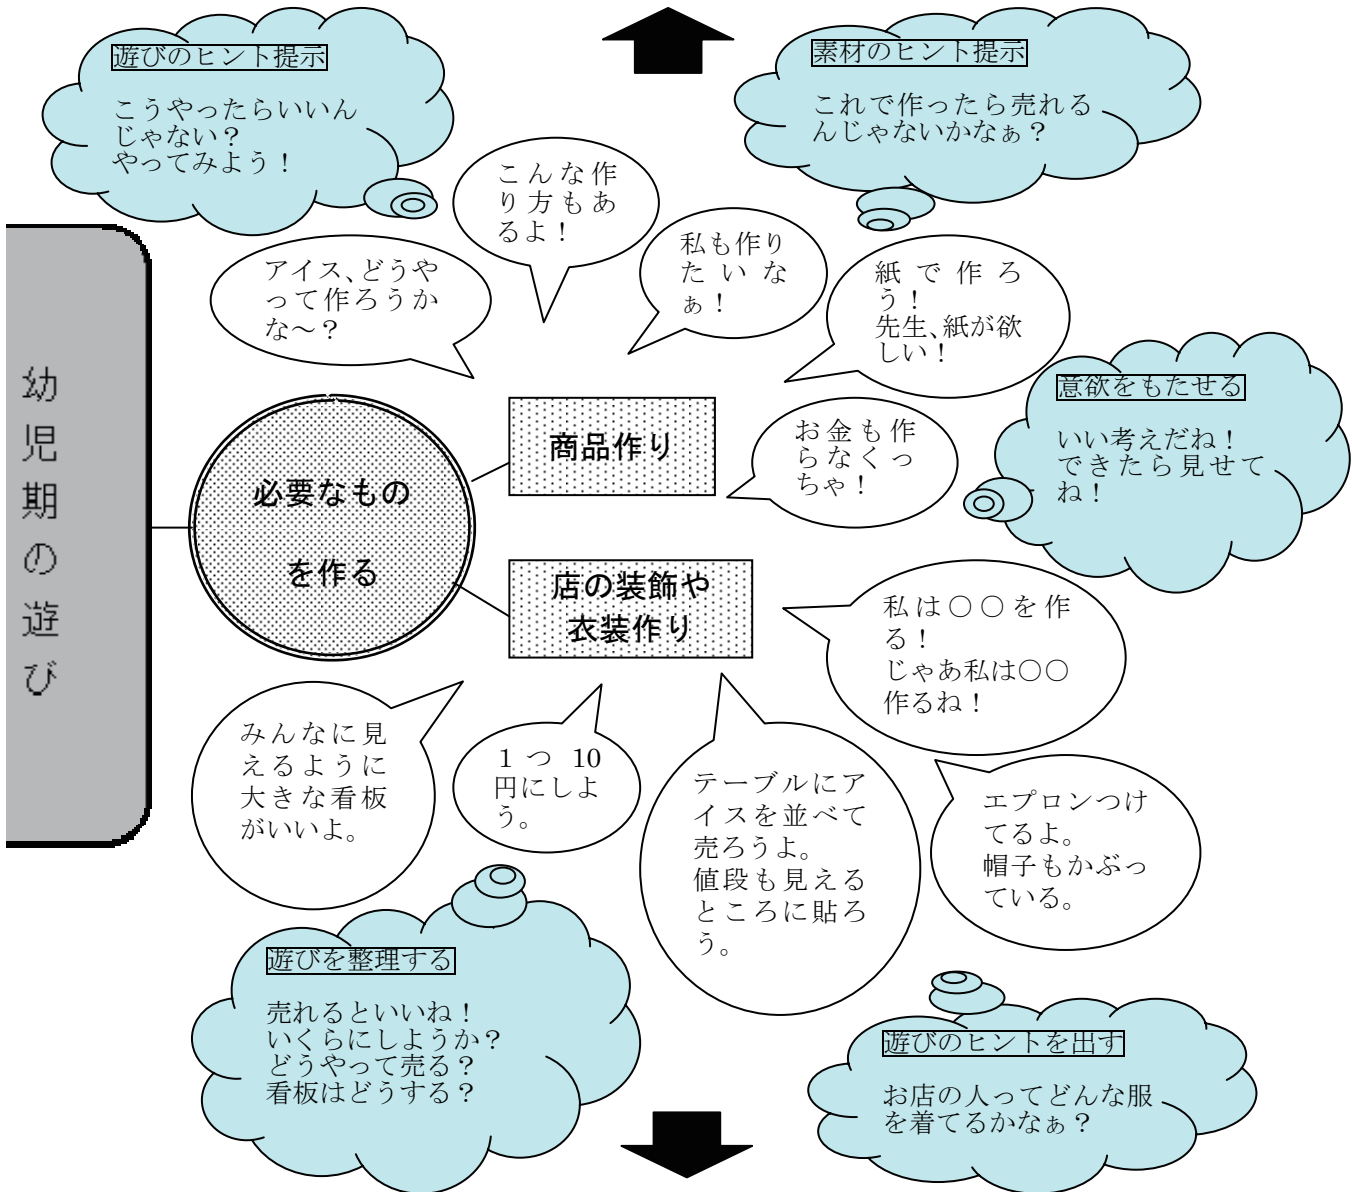 遊びのヒント提示
こうやったらいいん
じゃない？
やってみよう！
素材のヒント提示
これで作ったら売れる
んじゃないかなぁ？
こんな作
り方もあ
るよ！
私も作り
たいな
ぁ！
アイス、どうや
って作ろうか
な～？
紙で作ろ
う！
先生、紙が欲
しい！
意欲をもたせる
いい考えだね！
できたら見せて
ね！
お金も作
らなくっ
ちゃ！
幼児期の遊び
必要なもの
を作る
商品作り
店の装飾や
衣装作り
私は〇〇を作
る！
じゃあ私は〇〇
作るね！
みんなに見
えるように
大きな看板
がいいよ。
１つ 10
円にしよ
う。
テーブルにア
イスを並べて
売ろうよ。
値段も見える
ところに貼ろ
う。
エプロンつけ
てるよ。
帽子もかぶっ
ている。
遊びを整理する
売れるといいね！
いくらにしようか？
どうやって売る？
看板はどうする？
遊びのヒントを出す
お店の人ってどんな服
を着てるかなぁ？